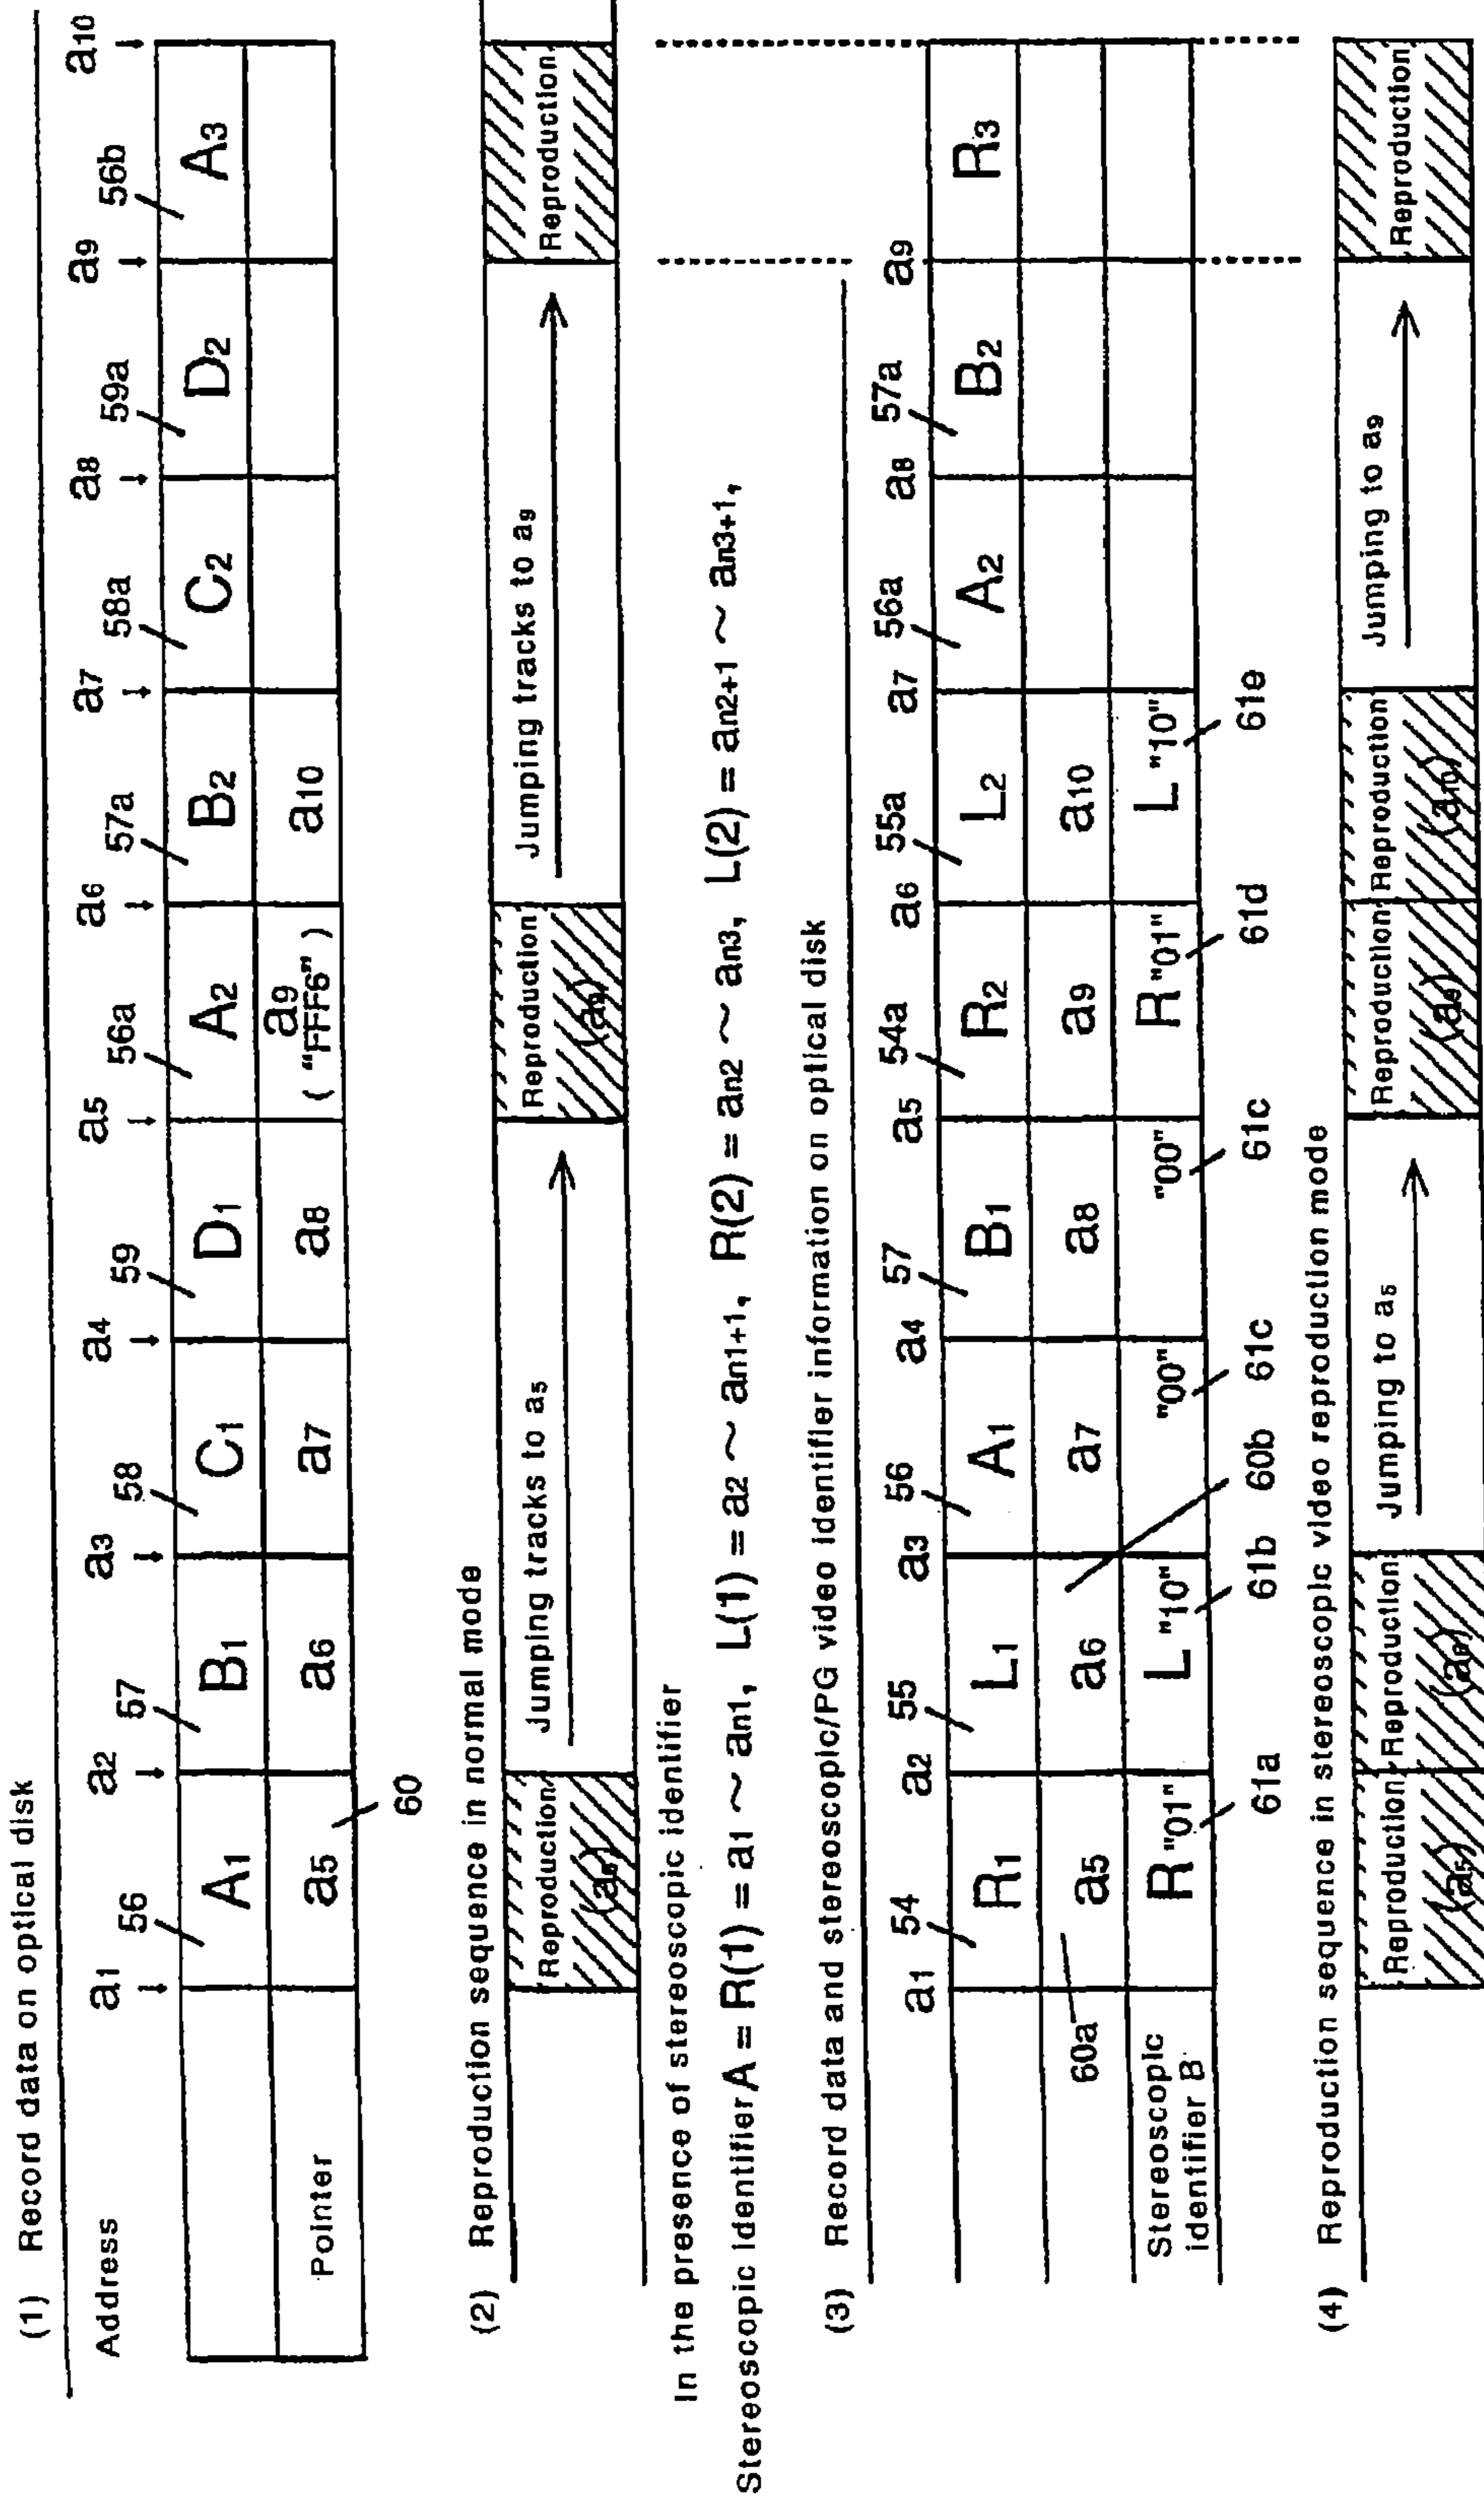 (1) Record data on optical disk
Address a1 a2 a3 a4 a5 a6 a7 a8 a9 a10
56 57 58 59 56a 57a 58a 59a 56b
A1 B1 C1 D1 A2 B2 C2 D2 A3
Pointer a5 a6 a7 a8 a9 ("FFF6") a10
60
(2) Reproduction sequence in normal mode
Reproduction Jumping tracks to a5 Reproduction Jumping tracks to a9 Reproduction
In the presence of stereoscopic identifier
Stereoscopic identifier A = R(1) = a1 ~ an1, L(1) = a2 ~ an1+1, R(2) = an2 ~ an3, L(2) = an2+1 ~ an3+1,
(3) Record data and stereoscopic/PG video identifier information on optical disk
a1 a2 a3 a4 a5 a6 a7 a8 a9
54 55 56 57 54a 55a 56a 57a
R1 L1 A1 B1 R2 L2 A2 B2 R3
60a a5 a6 a7 a8 a9 a10
Stereoscopic identifier B R "01" L "10" "00" "00" R "01" L "10"
61a 61b 60b 61c 61c 61d 61e
(4) Reproduction sequence in stereoscopic video reproduction mode
Reproduction Reproduction Jumping to a5 Reproduction Reproduction Jumping to a9 Reproduction